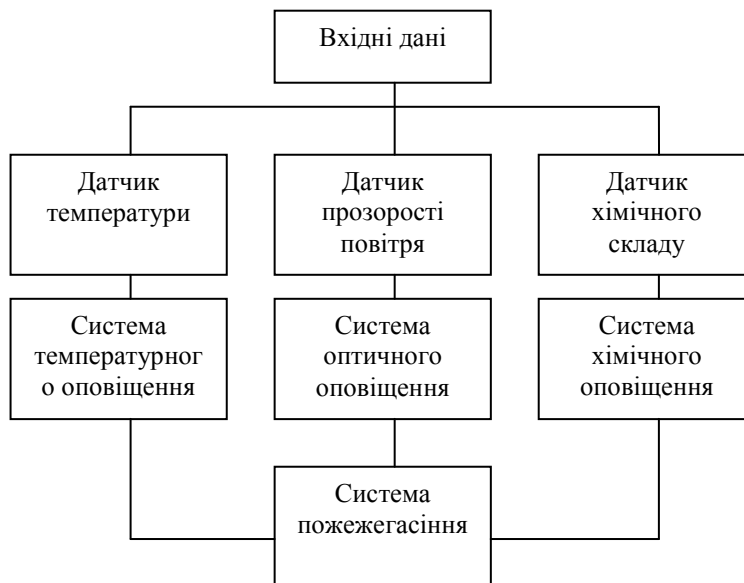 Вхідні дані
Датчик
температури
Датчик
прозорості
повітря
Датчик
хімічного
складу
Система
температурног
о оповіщення
Система
оптичного
оповіщення
Система
хімічного
оповіщення
Система
пожежегасіння